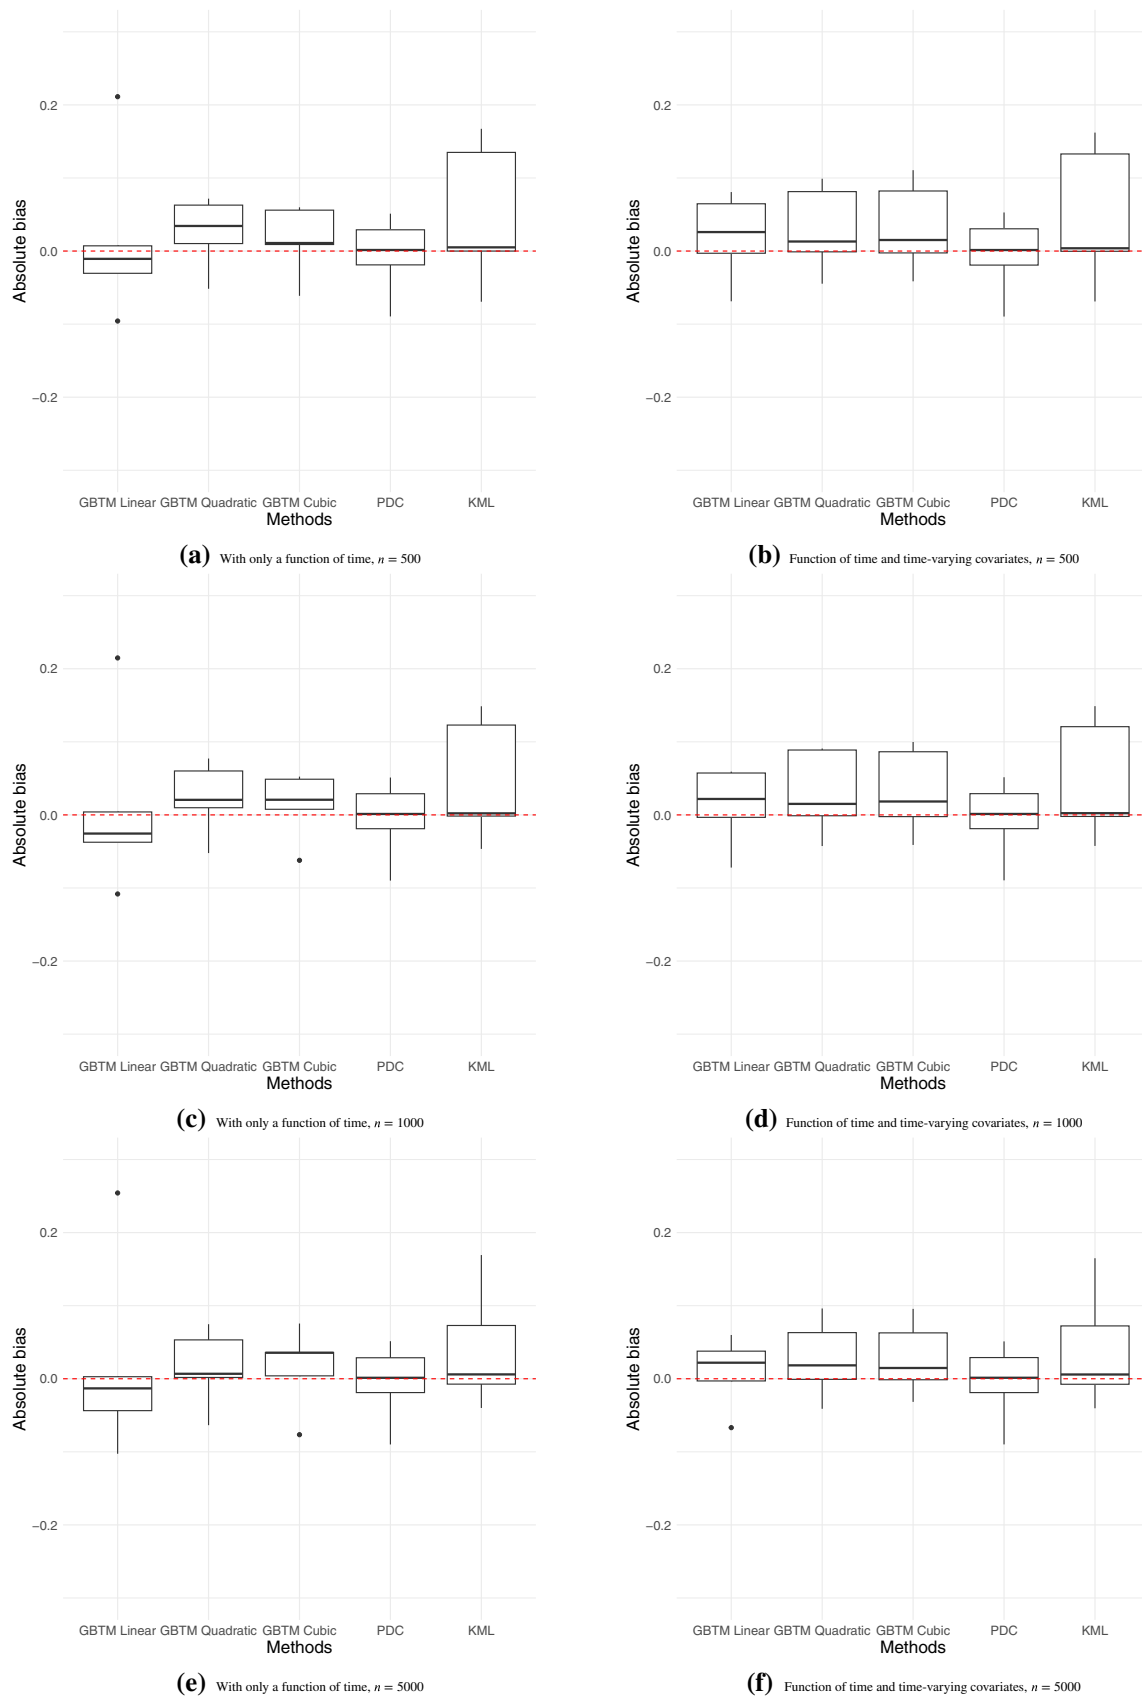 0.2
0.0
−0.2
Absolute bias
GBTM Linear GBTM Quadratic GBTM Cubic PDC KML
Methods
(a) With only a function of time, n = 500
0.2
0.0
−0.2
Absolute bias
GBTM Linear GBTM Quadratic GBTM Cubic PDC KML
Methods
(b) Function of time and time-varying covariates, n = 500
0.2
0.0
−0.2
Absolute bias
GBTM Linear GBTM Quadratic GBTM Cubic PDC KML
Methods
(c) With only a function of time, n = 1000
0.2
0.0
−0.2
Absolute bias
GBTM Linear GBTM Quadratic GBTM Cubic PDC KML
Methods
(d) Function of time and time-varying covariates, n = 1000
0.2
0.0
−0.2
Absolute bias
GBTM Linear GBTM Quadratic GBTM Cubic PDC KML
Methods
(e) With only a function of time, n = 5000
0.2
0.0
−0.2
Absolute bias
GBTM Linear GBTM Quadratic GBTM Cubic PDC KML
Methods
(f) Function of time and time-varying covariates, n = 5000